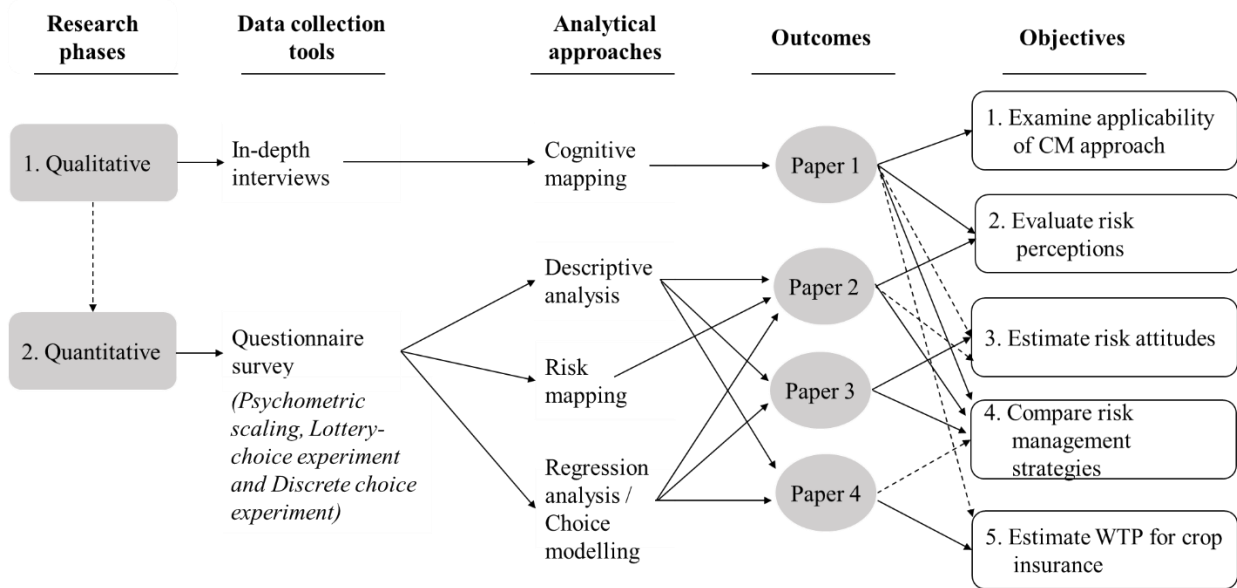 Research
phases
Data collection
tools
Analytical
approaches
Outcomes
Objectives
1. Qualitative
In-depth
interviews
Cognitive
mapping
Paper 1
1. Examine applicability
of CM approach
2. Evaluate risk
perceptions
Descriptive
analysis
Paper 2
2. Quantitative
Questionnaire
survey
(Psychometric
scaling, Lottery-
choice experiment
and Discrete choice
experiment)
Risk
mapping
Paper 3
3. Estimate risk attitudes
4. Compare risk
management
strategies
Regression
analysis /
Choice
modelling
Paper 4
5. Estimate WTP for crop
insurance